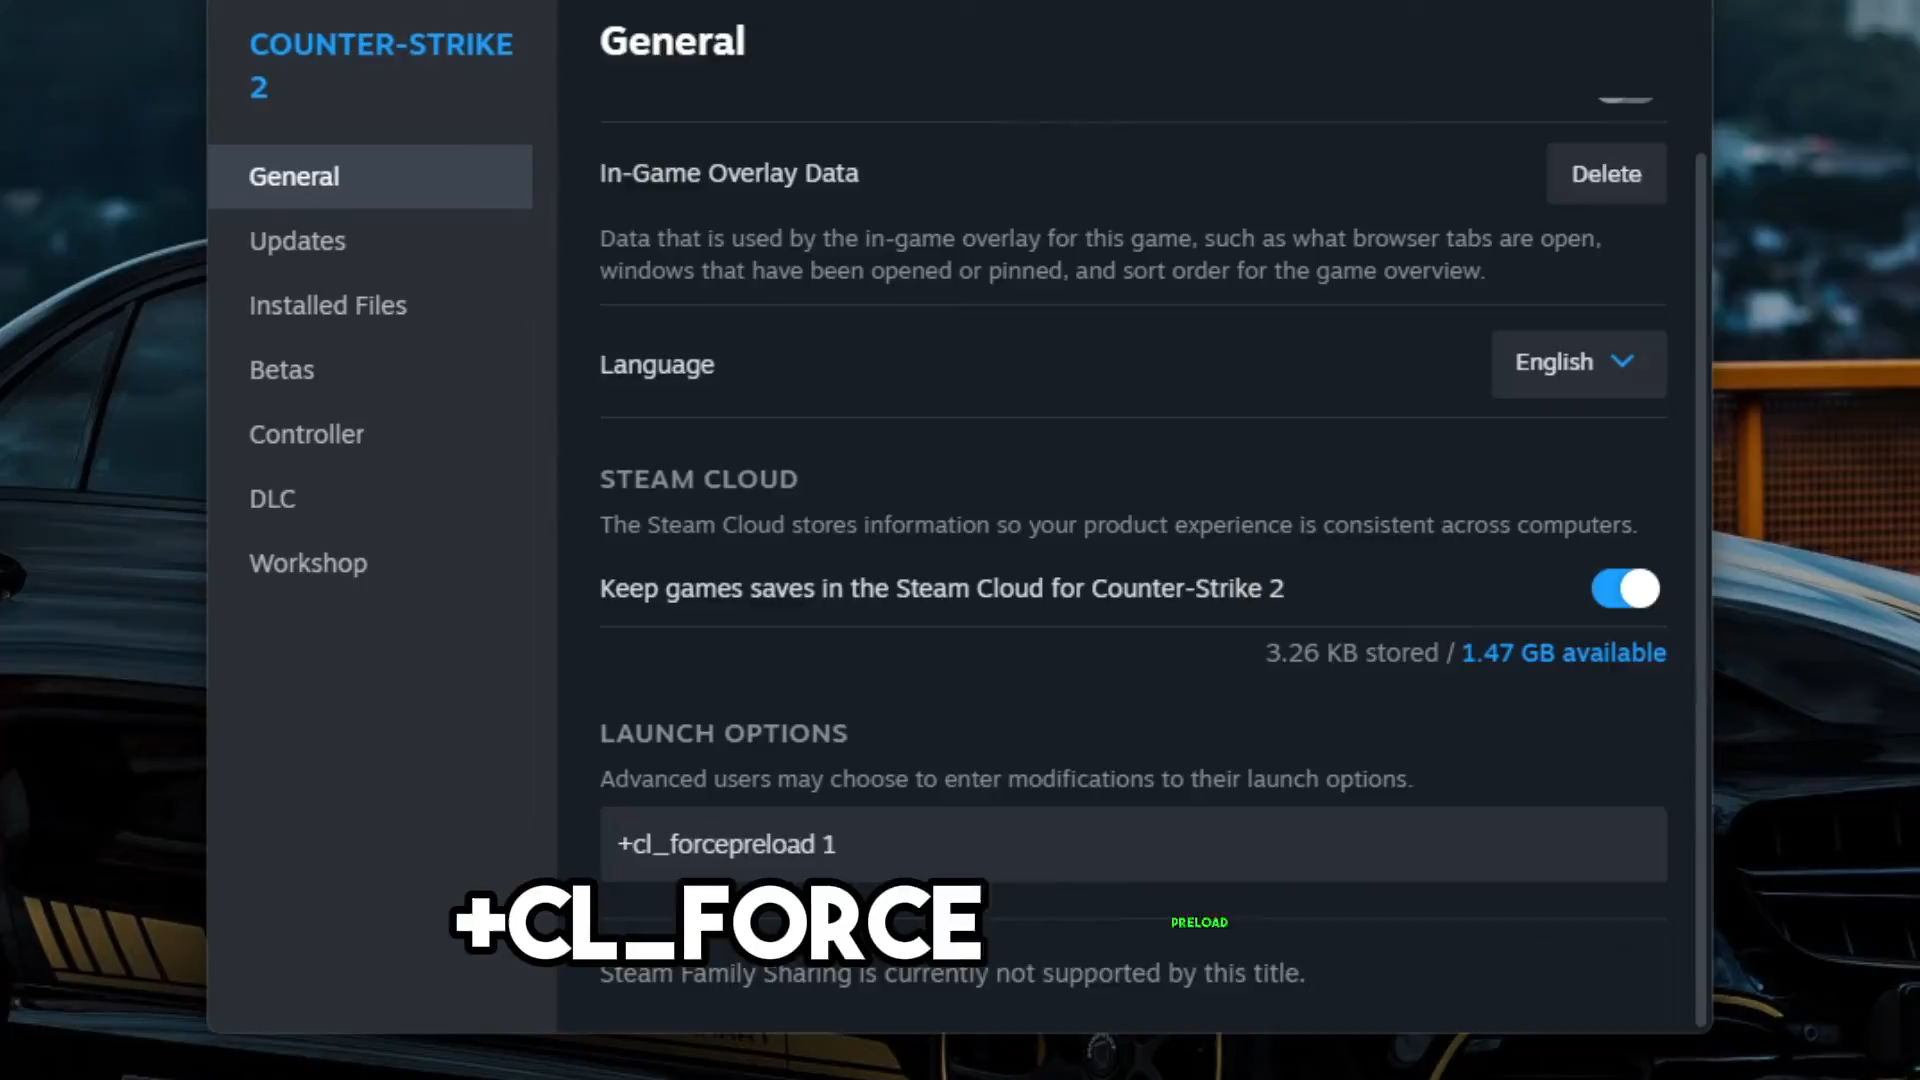 COUNTER-STRIKE
2
General
Updates
Installed Files
Betas
Controller
DLC
Workshop
General
In-Game Overlay Data
Delete
Data that is used by the in-game overlay for this game, such as what browser tabs are open,
windows that have been opened or pinned, and sort order for the game overview.
Language
English
STEAM CLOUD
The Steam Cloud stores information so your product experience is consistent across computers.
Keep games saves in the Steam Cloud for Counter-Strike 2
3.26 KB stored / 1.47 GB available
LAUNCH OPTIONS
Advanced users may choose to enter modifications to their launch options.
+cl_forcepreload 1
+CL_FORCE PRELOAD
Steam Family Sharing is currently not supported by this title.